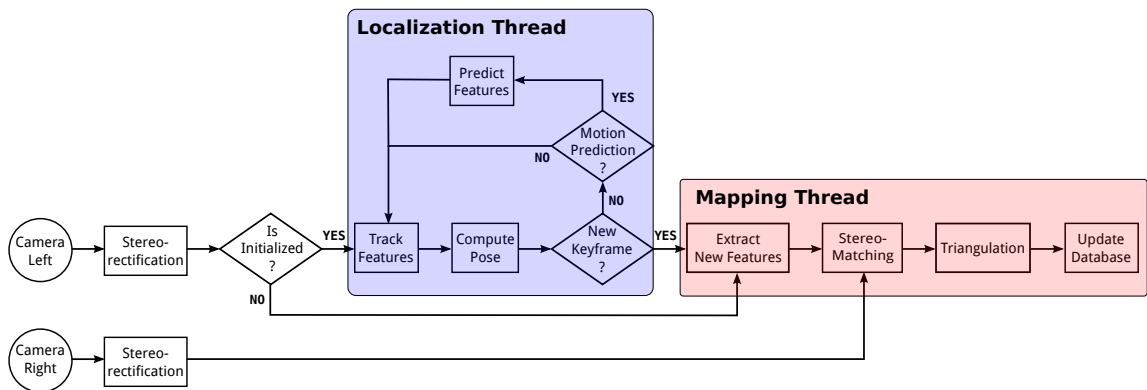 Localization Thread
Predict
Features
YES
Motion
Prediction
?
NO
NO
Mapping Thread
Camera
Left
Stereo-
rectification
Is
Initialized
?
YES
NO
Track
Features
Compute
Pose
New
Keyframe
?
YES
Extract
New Features
Stereo-
Matching
Triangulation
Update
Database
Camera
Right
Stereo-
rectification